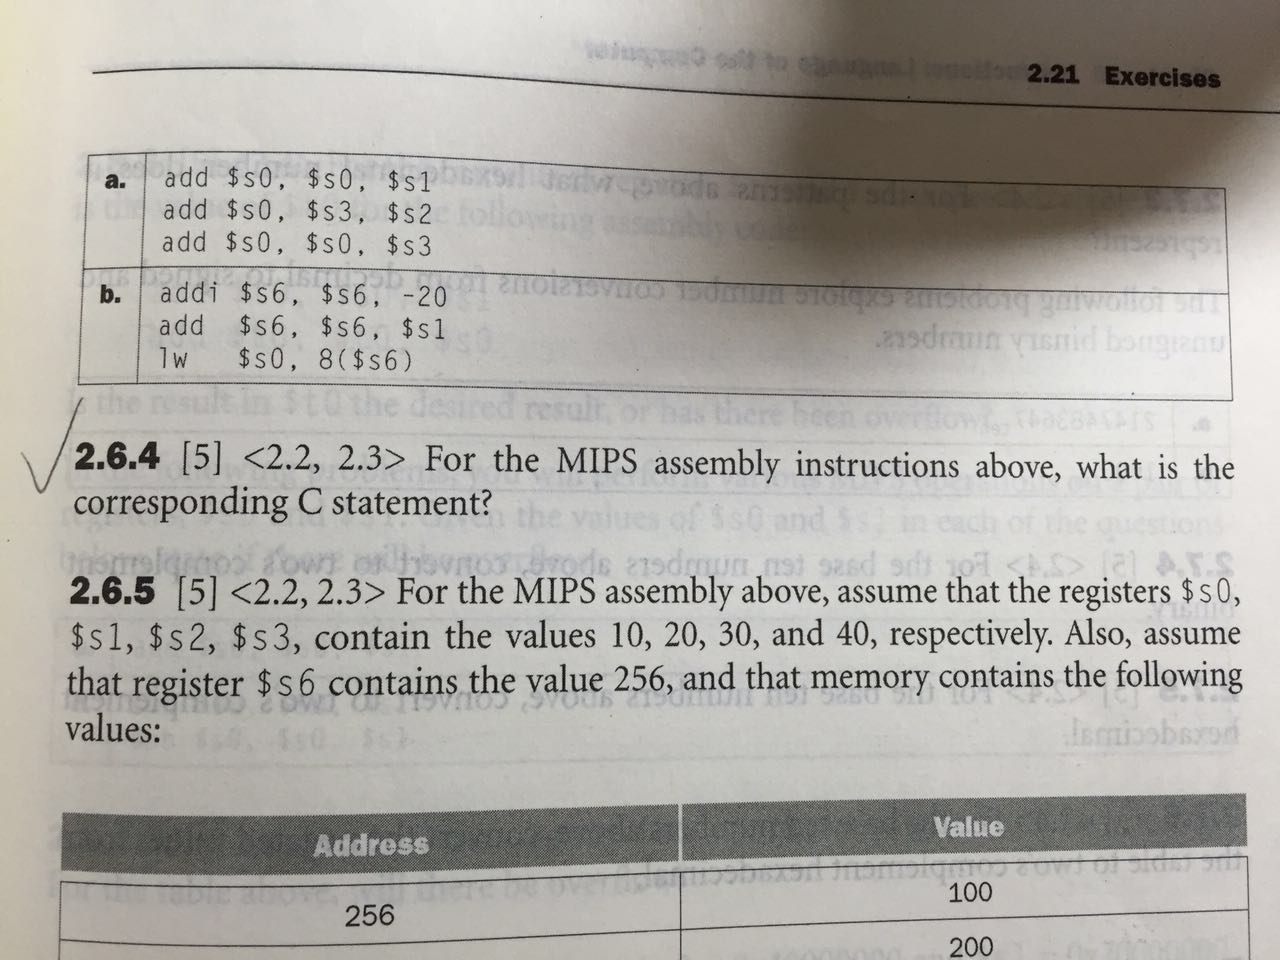 2.21 Exercises
a. add $s0, $s0, $s1
add $s0, $s3, $s2
add $s0, $s0, $s3
b. addi $s6, $s6, -20
add $s6, $s6, $s1
lw $s0, 8($s6)
2.6.4 [5] <2.2, 2.3> For the MIPS assembly instructions above, what is the
corresponding C statement?
2.6.5 [5] <2.2, 2.3> For the MIPS assembly above, assume that the registers $s0,
$s1, $s2, $s3, contain the values 10, 20, 30, and 40, respectively. Also, assume
that register $s6 contains the value 256, and that memory contains the following
values:
Address Value
256 100
200